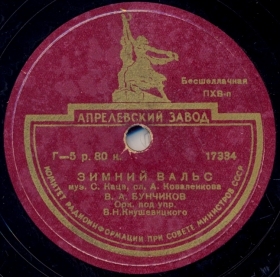 Бесшеллачная
ПХВ-п
АПРЕЛЕВСКИЙ ЗАВОД
Г—5 р. 80 к. 17384
ЗИМНИЙ ВАЛЬС
муз. С. Каца, сл. А. Коваленкова
В. А. БУНЧИКОВ
Орк. под упр.
В.Н.Кнушевицкого
КОМИТЕТ РАДИОИНФОРМАЦИИ ПРИ СОВЕТЕ МИНИСТРОВ СССР